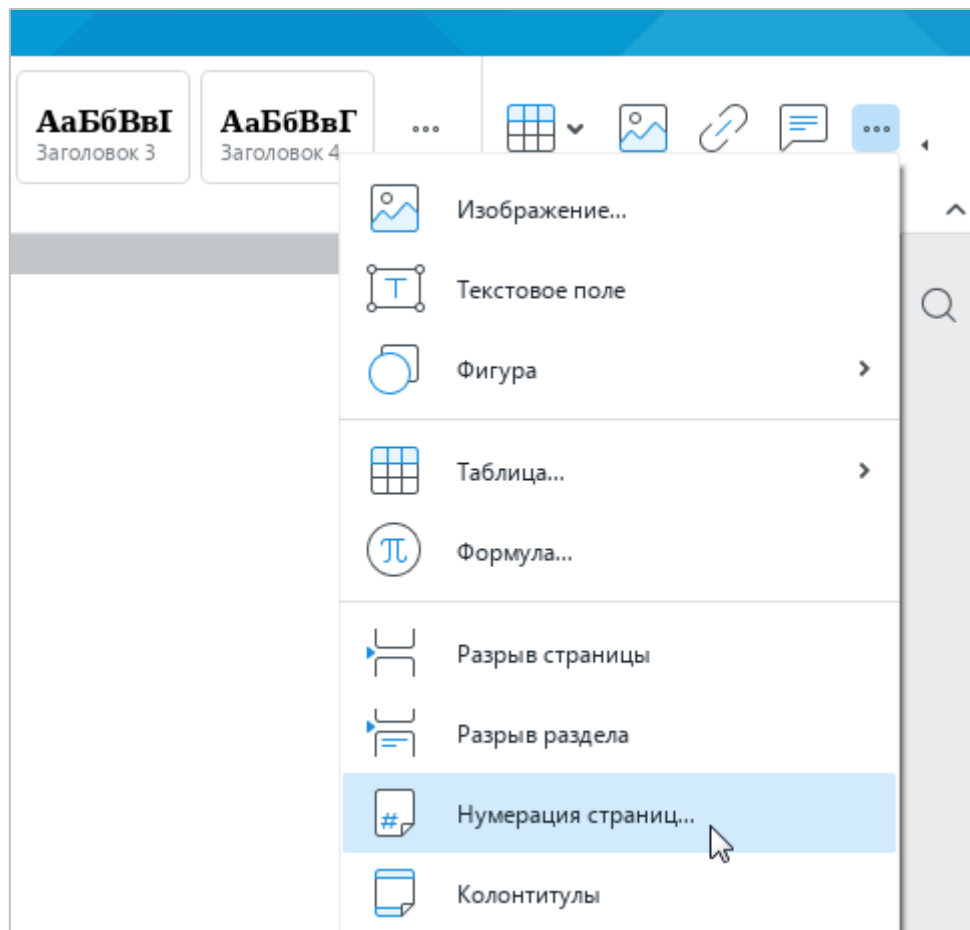 АаБбВвГ
Заголовок 3
АаБбВвГ
Заголовок 4
Изображение...
Текстовое поле
Фигура
Таблица...
Формула...
Разрыв страницы
Разрыв раздела
Нумерация страниц...
Колонтитулы